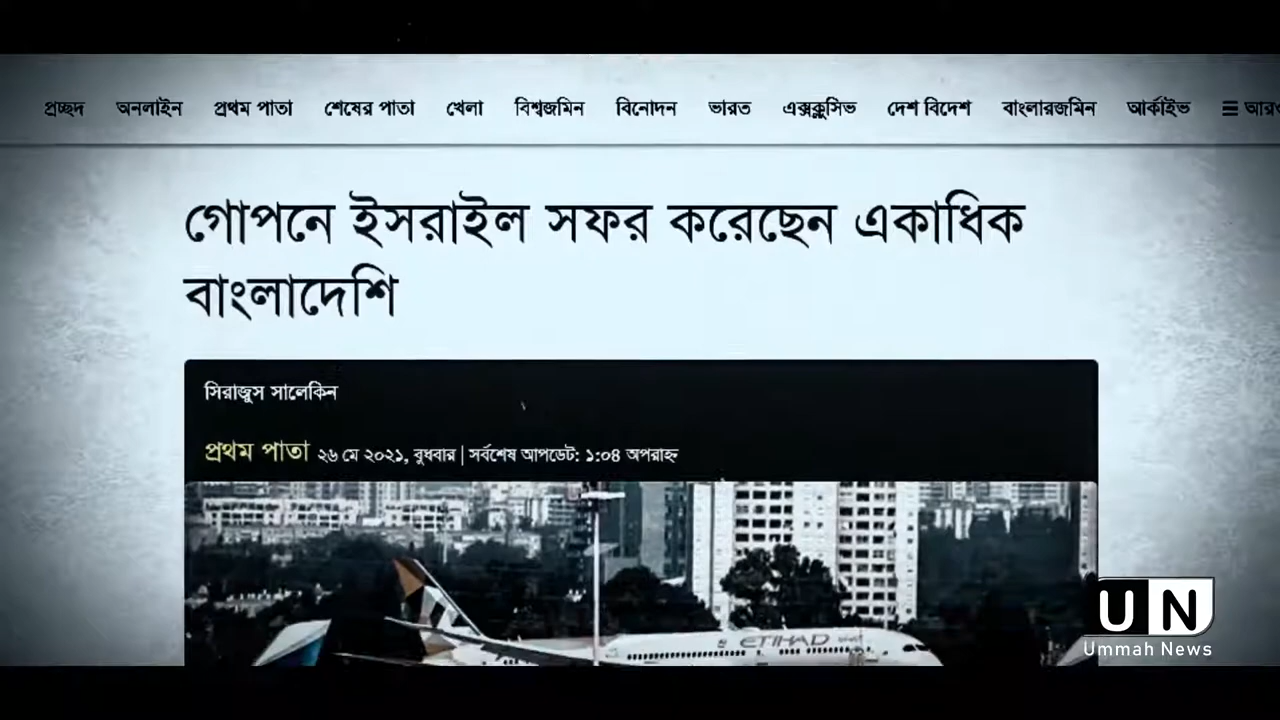 প্রচ্ছদ অনলাইন প্রথম পাতা শেষের পাতা খেলা বিশ্বজমিন বিনোদন ভারত এক্সক্লুসিভ দেশ বিদেশ বাংলারজমিন আর্কাইভ
গোপনে ইসরাইল সফর করেছেন একাধিক
বাংলাদেশি
সিরাজুস সালেকিন
প্রথম পাতা ২৬ মে ২০২১, বুধবার | সর্বশেষ আপডেট: ১:০৪ অপরাহ্ন
ETIHAD
UN
Ummah News